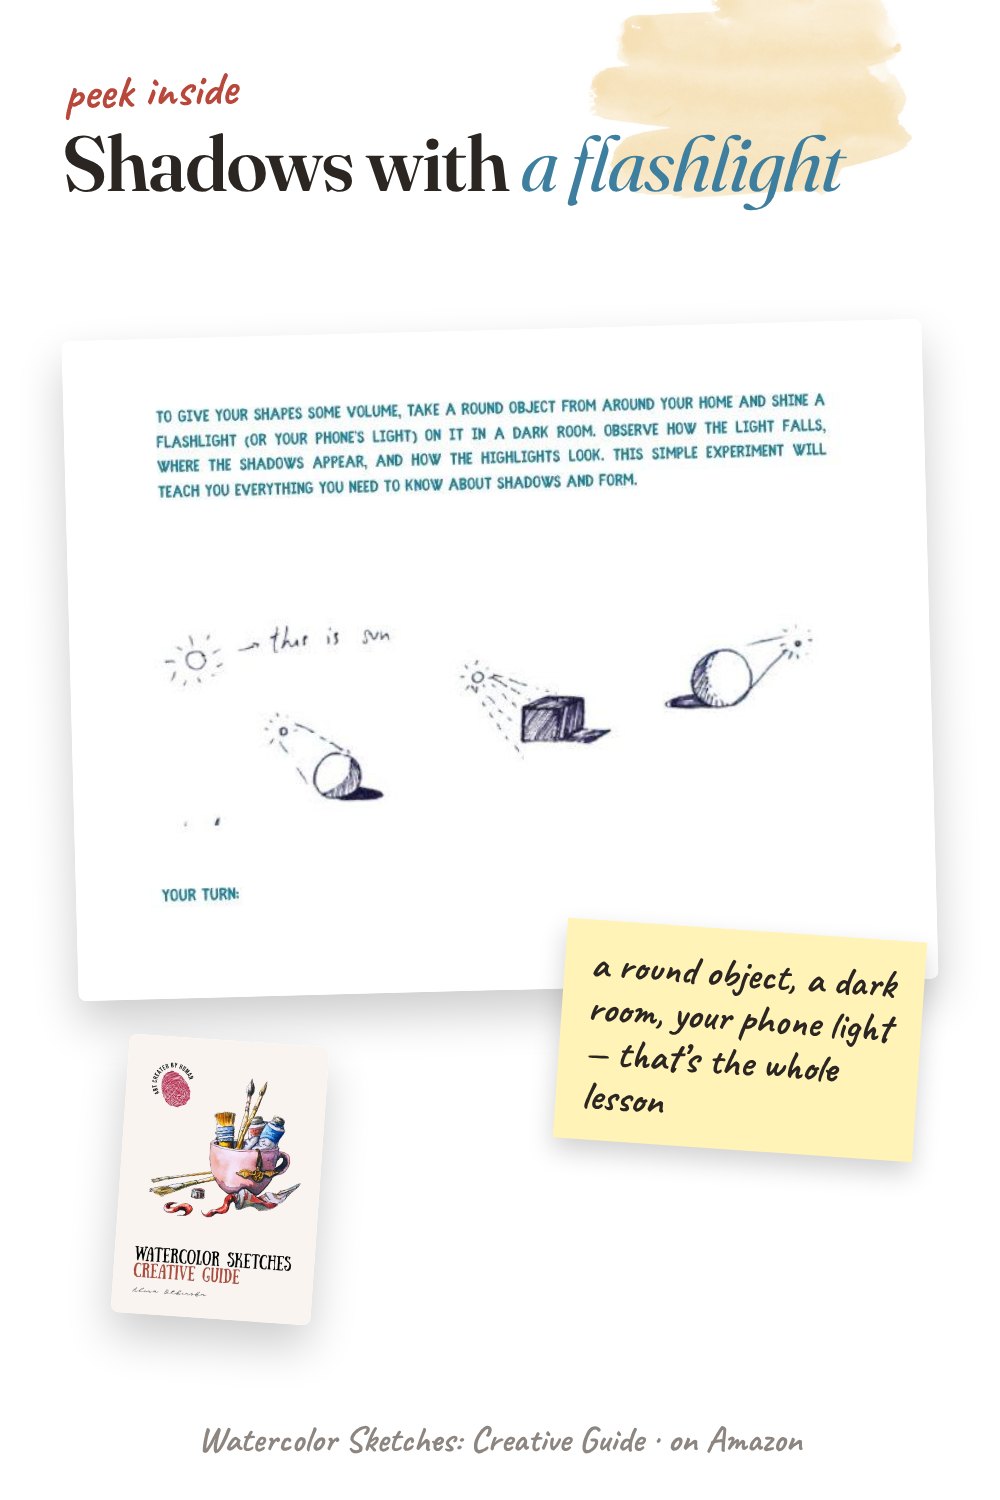 peek inside
Shadows with a flashlight
TO GIVE YOUR SHAPES SOME VOLUME, TAKE A ROUND OBJECT FROM AROUND YOUR HOME AND SHINE A
FLASHLIGHT (OR YOUR PHONE'S LIGHT) ON IT IN A DARK ROOM. OBSERVE HOW THE LIGHT FALLS,
WHERE THE SHADOWS APPEAR, AND HOW THE HIGHLIGHTS LOOK. THIS SIMPLE EXPERIMENT WILL
TEACH YOU EVERYTHING YOU NEED TO KNOW ABOUT SHADOWS AND FORM.
→ this is sun
YOUR TURN:
a round object, a dark
room, your phone light
— that's the whole
lesson
ART CREATED BY HUMAN
WATERCOLOR SKETCHES
CREATIVE GUIDE
Watercolor Sketches: Creative Guide · on Amazon